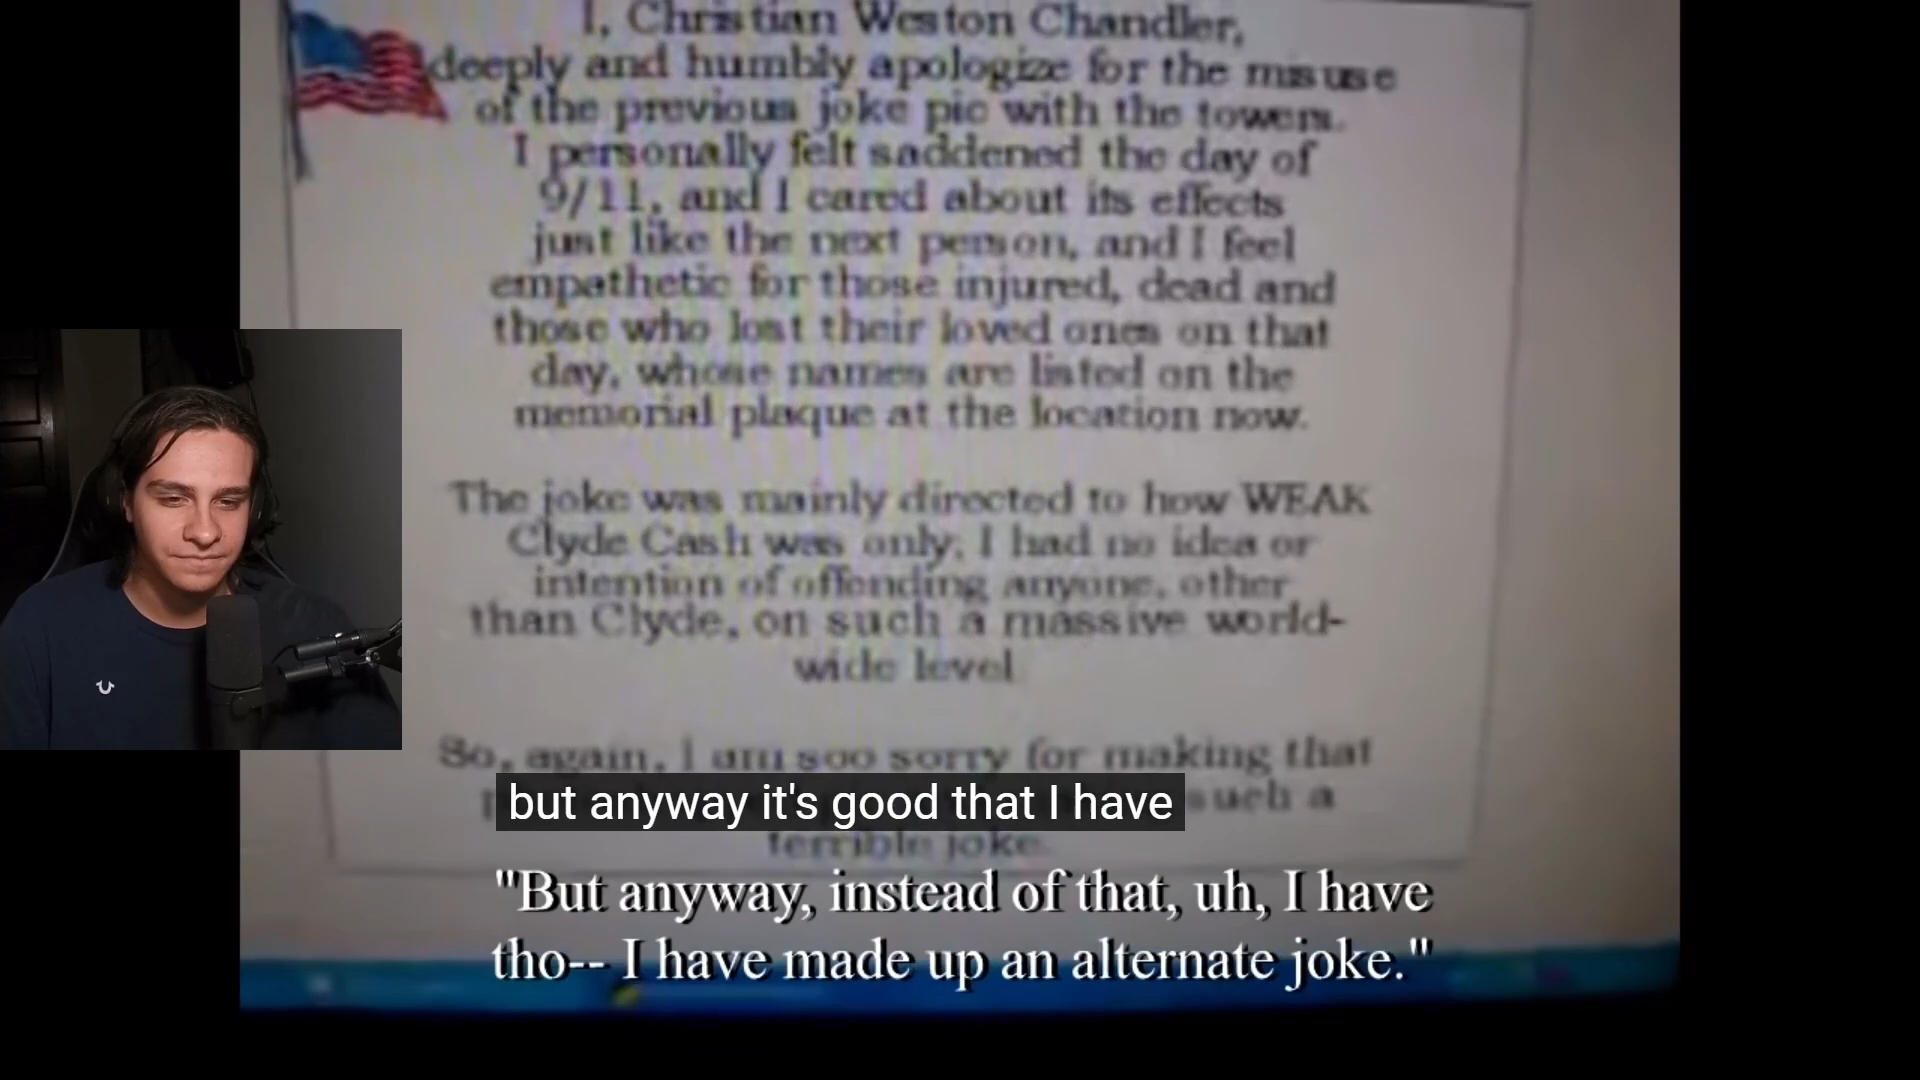 I, Christian Weston Chandler,
deeply and humbly apologize for the misuse
of the previous joke pic with the towers.
I personally felt saddened the day of
9/11, and I cared about its effects
just like the next person, and I feel
empathetic for those injured, dead and
those who lost their loved ones on that
day, whose names are listed on the
memorial plaque at the location now.
The joke was mainly directed to how WEAK
Clyde Cash was only; I had no idea or
intention of offending anyone, other
than Clyde, on such a massive world-
wide level.
So, again, I am soo sorry for making that
such a
terrible joke.
but anyway it's good that I have
"But anyway, instead of that, uh, I have
tho-- I have made up an alternate joke."